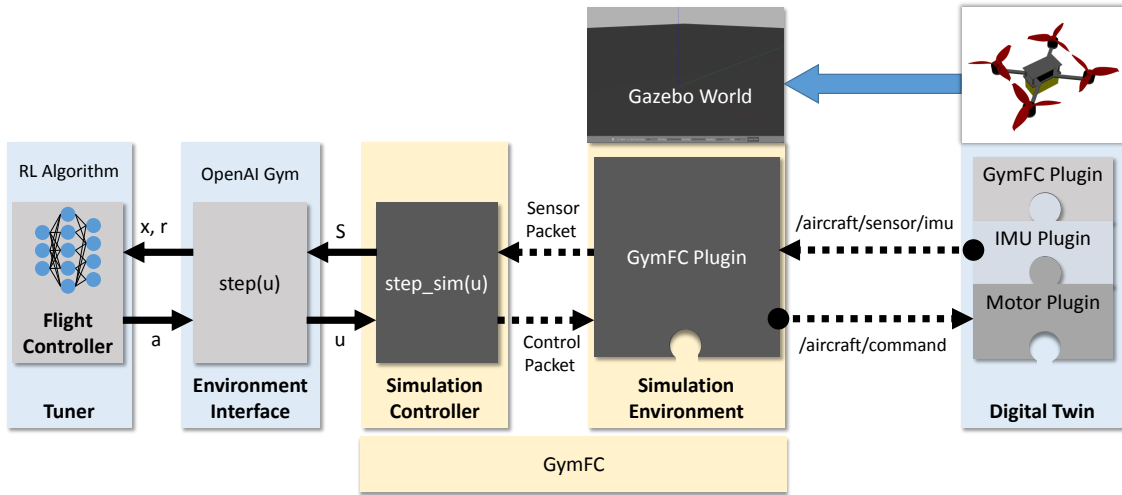 Gazebo World
RL Algorithm
Flight
Controller
Tuner
x, r
a
OpenAI Gym
step(u)
Environment
Interface
S
u
step_sim(u)
Simulation
Controller
Sensor
Packet
Control
Packet
GymFC Plugin
Simulation
Environment
/aircraft/sensor/imu
/aircraft/command
GymFC Plugin
IMU Plugin
Motor Plugin
Digital Twin
GymFC